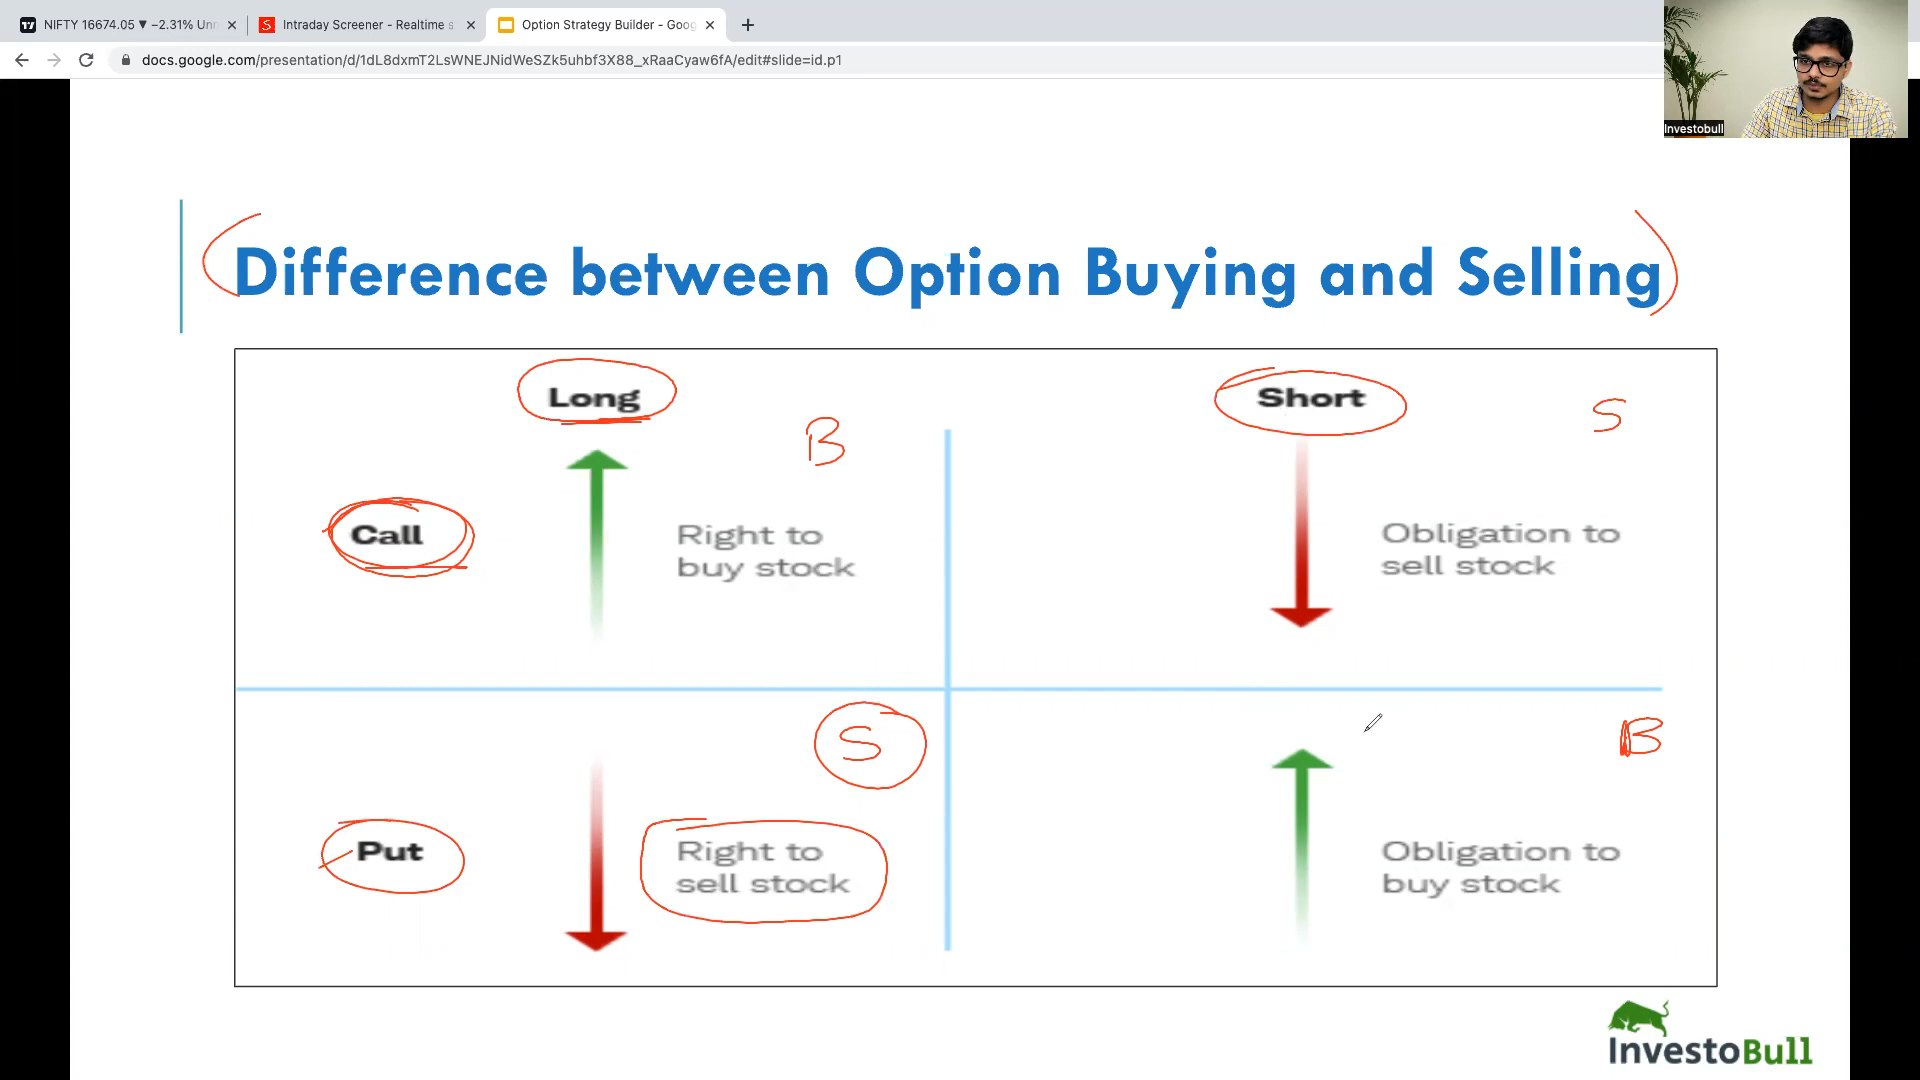 NIFTY 16674.05 ▼ −2.31% Unn
Intraday Screener - Realtime s
Option Strategy Builder - Goog
docs.google.com/presentation/d/1dL8dxmT2LsWNEJNidWeSZk5uhbf3X88_xRaaCyaw6fA/edit#slide=id.p1
Investobull
Difference between Option Buying and Selling
Long
Short
B
S
Call
Right to
buy stock
Obligation to
sell stock
S
B
Put
Right to
sell stock
Obligation to
buy stock
InvestoBull